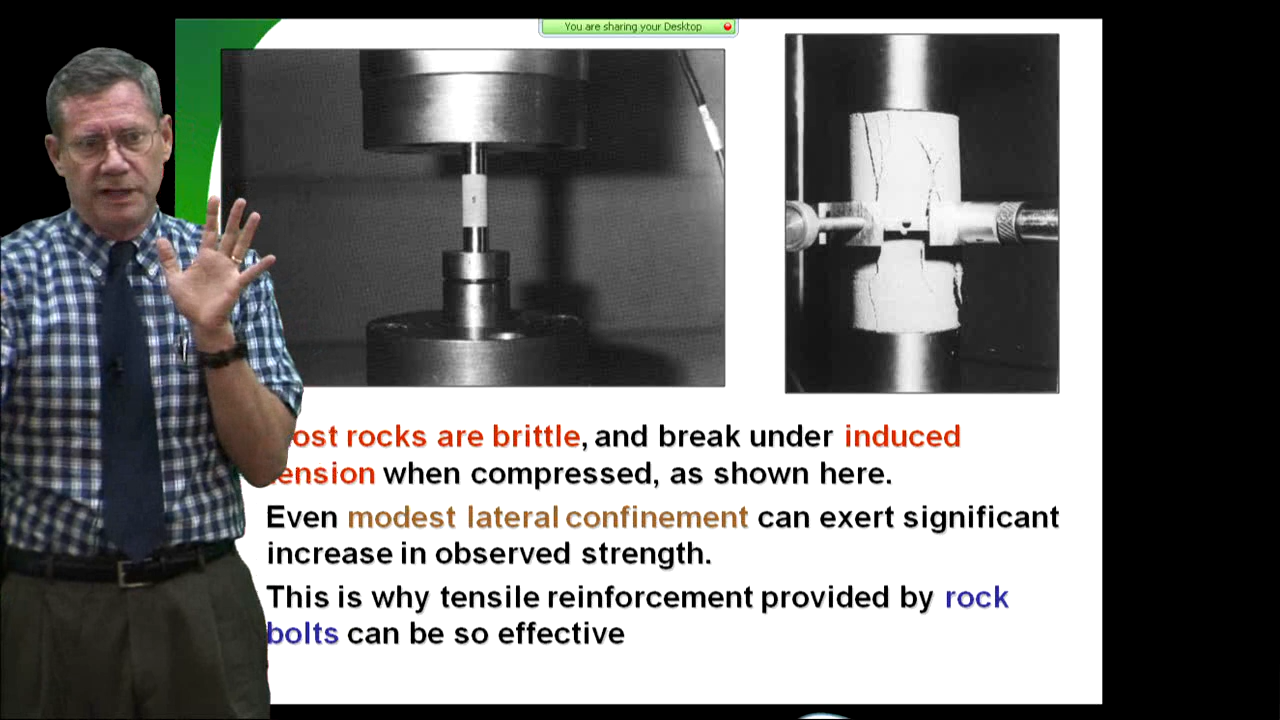 You are sharing your Desktop
ost rocks are brittle, and break under induced
ension when compressed, as shown here.
Even modest lateral confinement can exert significant
increase in observed strength.
This is why tensile reinforcement provided by rock
bolts can be so effective